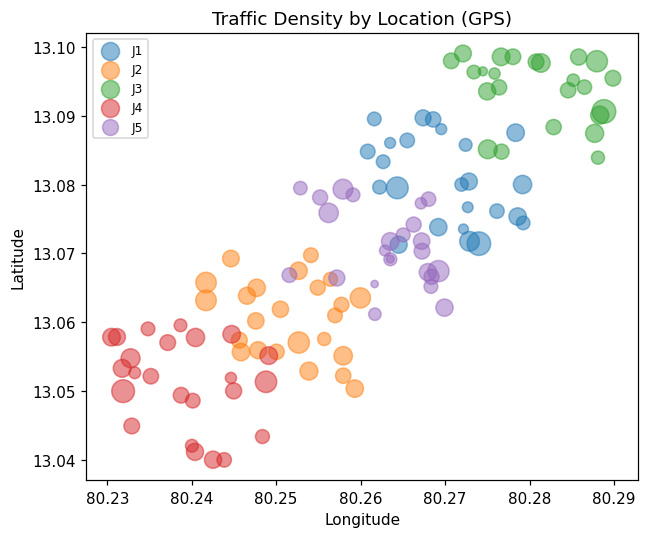 Traffic Density by Location (GPS)
J1
J2
J3
J4
J5
13.10
13.09
13.08
13.07
13.06
13.05
13.04
Latitude
80.23 80.24 80.25 80.26 80.27 80.28 80.29
Longitude